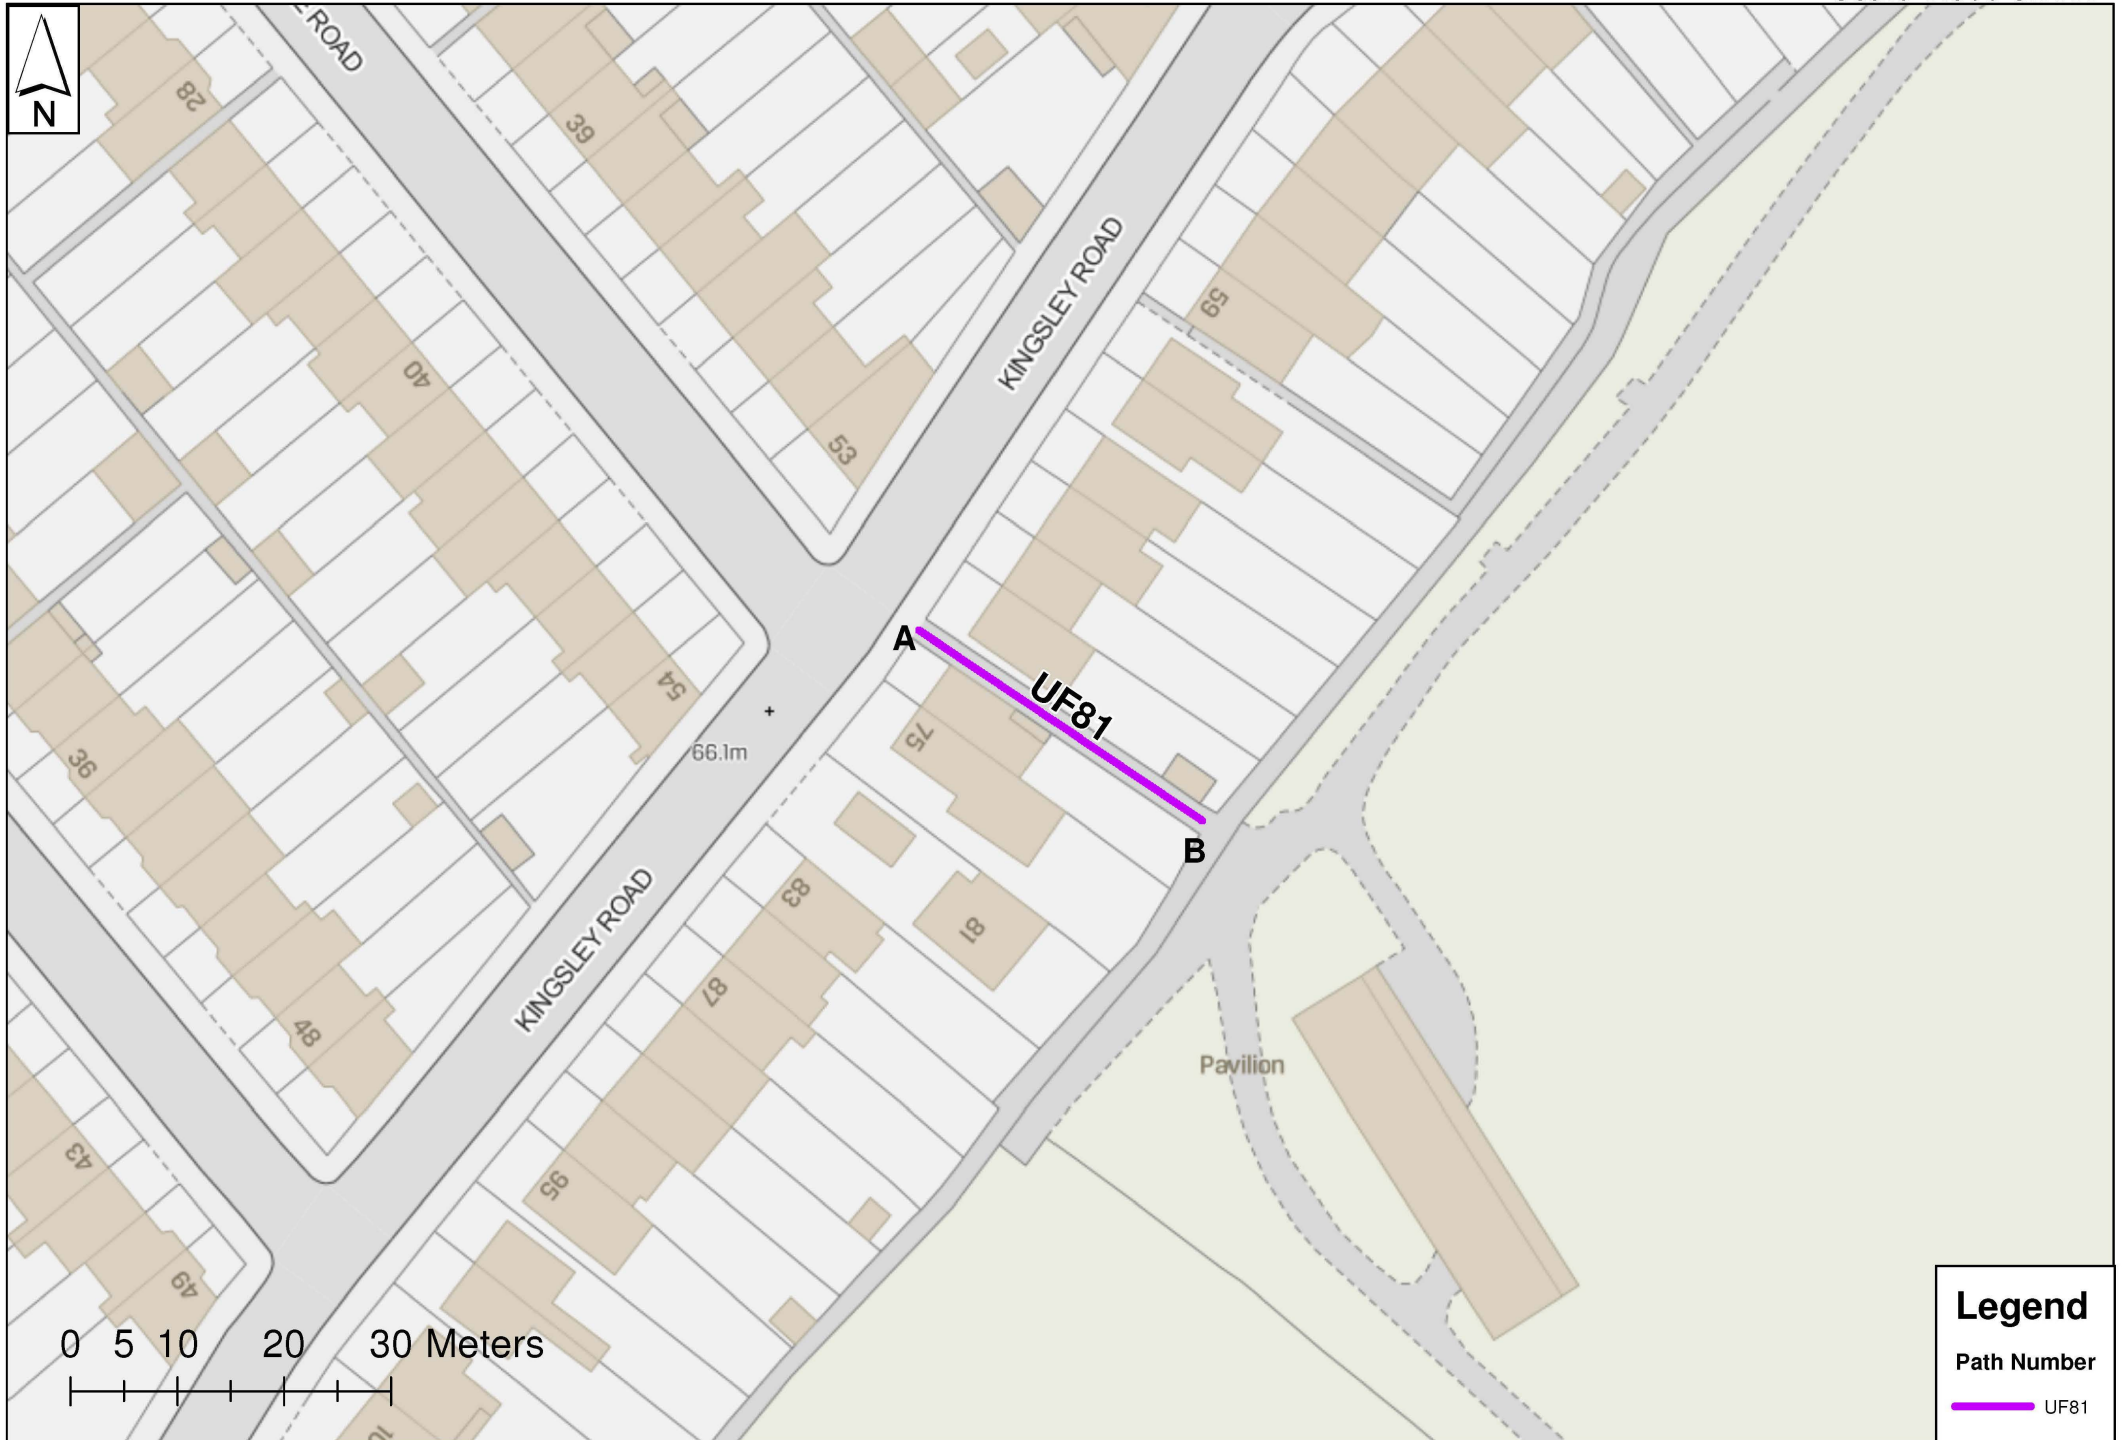 N
E ROAD
28
39
KINGSLEY ROAD
59
40
53
A
UF81
54
75
66.1m
36
B
83
81
KINGSLEY ROAD
87
48
Pavilion
43
95
49
0 5 10 20 30 Meters
Legend
Path Number
UF81